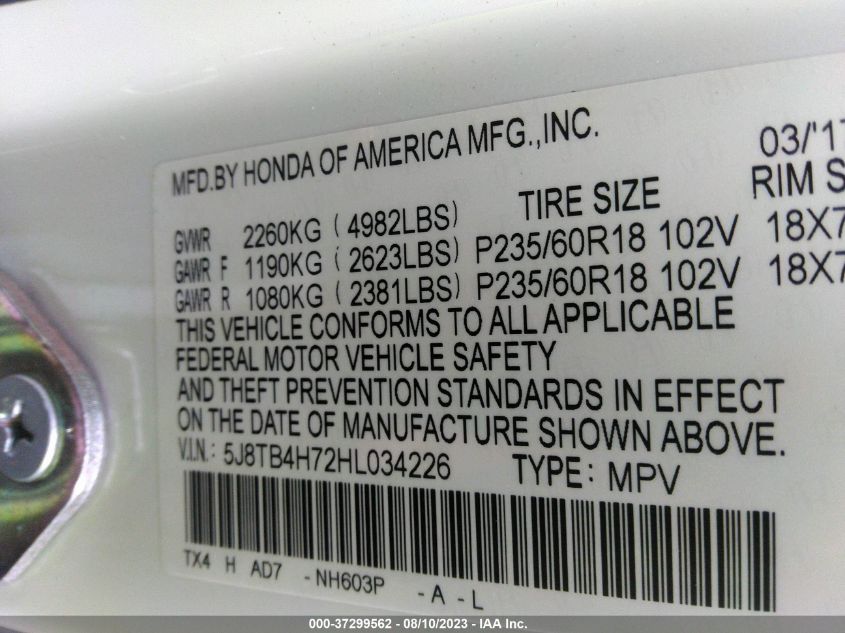 MFD.BY HONDA OF AMERICA MFG.,INC. 03/'17
TIRE SIZE RIM S
GVWR 2260KG ( 4982LBS)
GAWR F 1190KG ( 2623LBS) P235/60R18 102V 18X7
GAWR R 1080KG ( 2381LBS) P235/60R18 102V 18X7
THIS VEHICLE CONFORMS TO ALL APPLICABLE
FEDERAL MOTOR VEHICLE SAFETY
AND THEFT PREVENTION STANDARDS IN EFFECT
ON THE DATE OF MANUFACTURE SHOWN ABOVE.
V.I.N.: 5J8TB4H72HL034226 TYPE: MPV
TX4 H AD7 -NH603P -A -L
000-37299562 - 08/10/2023 - IAA Inc.